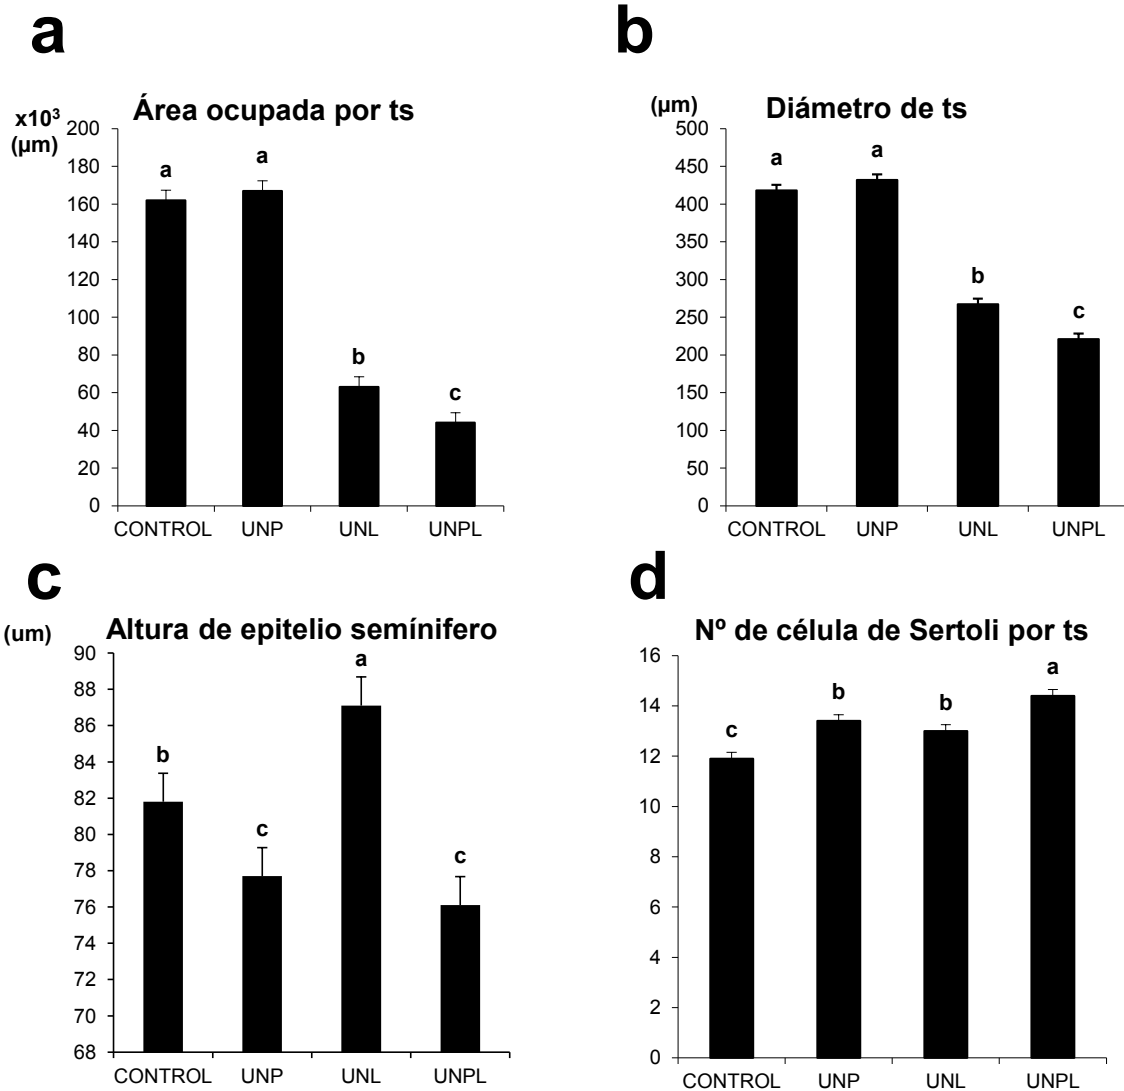 a
Área ocupada por ts
x10³
(µm)
200
180
160
140
120
100
80
60
40
20
0
a
a
b
c
CONTROL UNP UNL UNPL
b
Diámetro de ts
(µm)
500
450
400
350
300
250
200
150
100
50
0
a
a
b
c
CONTROL UNP UNL UNPL
c
Altura de epitelio semínifero
(um)
90
88
86
84
82
80
78
76
74
72
70
68
b
c
a
c
CONTROL UNP UNL UNPL
d
Nº de célula de Sertoli por ts
16
14
12
10
8
6
4
2
0
c
b
b
a
CONTROL UNP UNL UNPL